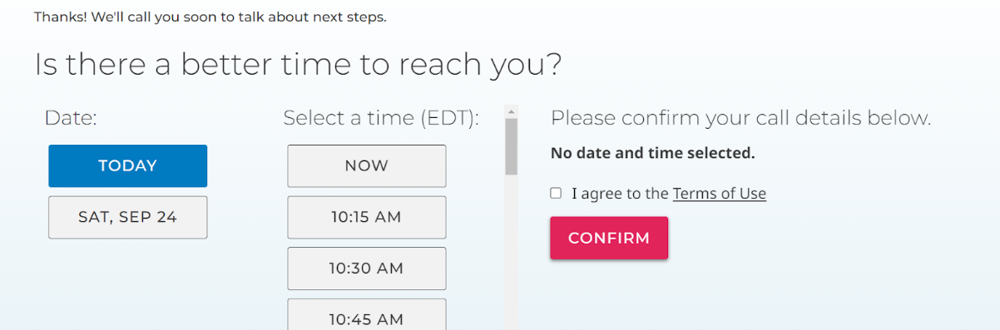 Thanks! We'll call you soon to talk about next steps.
Is there a better time to reach you?
Date:
TODAY
SAT, SEP 24
Select a time (EDT):
NOW
10:15 AM
10:30 AM
10:45 AM
Please confirm your call details below.
No date and time selected.
I agree to the Terms of Use
CONFIRM